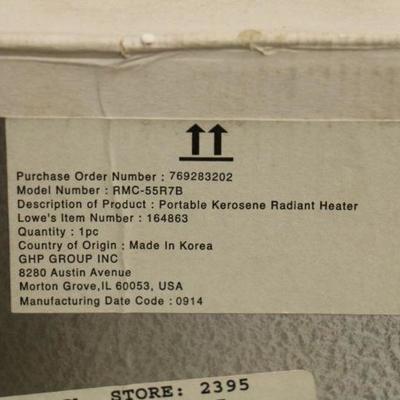 Purchase Order Number : 769283202
Model Number : RMC-55R7B
Description of Product : Portable Kerosene Radiant Heater
Lowe's Item Number : 164863
Quantity : 1pc
Country of Origin : Made In Korea
GHP GROUP INC
8280 Austin Avenue
Morton Grove,IL 60053, USA
Manufacturing Date Code : 0914
STORE: 2395